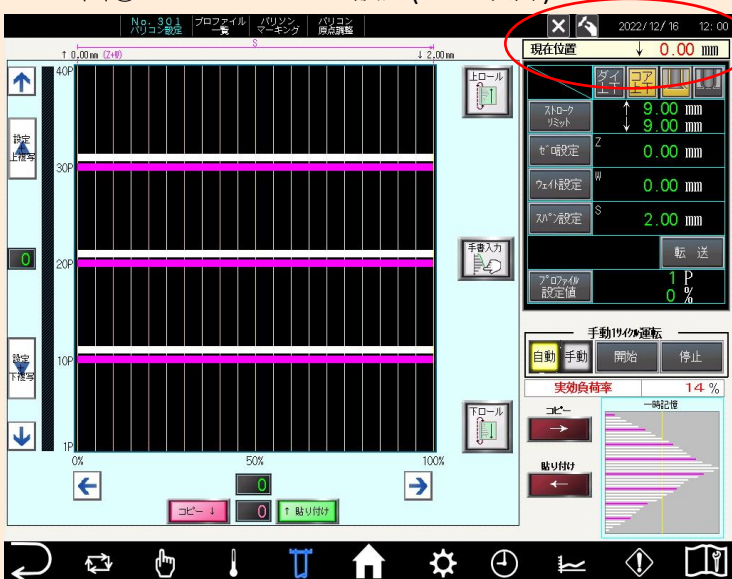 No. 301
パリコン設定
プロファイル
一覧
パリソン
マーキング
パリコン
原点調整
2022/12/16 12:00
現在位置 ↓ 0.00 mm
S
↑ 0.00mm (Z+W) ↓ 2.00mm
40P
30P
20P
10P
1P
0% 50% 100%
設定
上複写
0
設定
下複写
上ロール
手書入力
下ロール
0
コピー ↓ 0 ↑ 貼り付け
ダイ
上下
コア
上下
ストローク
リミット
↑ 9.00 mm
↓ 9.00 mm
ゼロ設定 Z 0.00 mm
ウェイト設定 W 0.00 mm
スパン設定 S 2.00 mm
転 送
プロファイル
設定値
1 P
0 %
手動1サイクル運転
自動 手動 開始 停止
実効負荷率 14 %
コピー
→
貼り付け
←
一時記憶